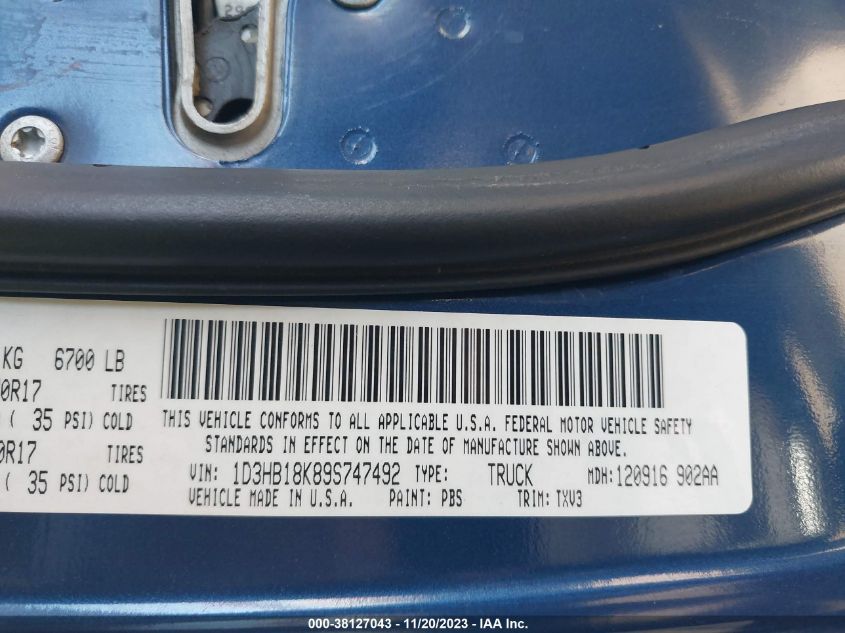 29
KG 6700 LB
0R17 TIRES
( 35 PSI) COLD
0R17 TIRES
( 35 PSI) COLD
THIS VEHICLE CONFORMS TO ALL APPLICABLE U.S.A. FEDERAL MOTOR VEHICLE SAFETY
STANDARDS IN EFFECT ON THE DATE OF MANUFACTURE SHOWN ABOVE.
VIN: 1D3HB18K89S747492 TYPE: TRUCK MDH: 120916 902AA
VEHICLE MADE IN U.S.A. PAINT: PBS TRIM: TXV3
000-38127043 - 11/20/2023 - IAA Inc.